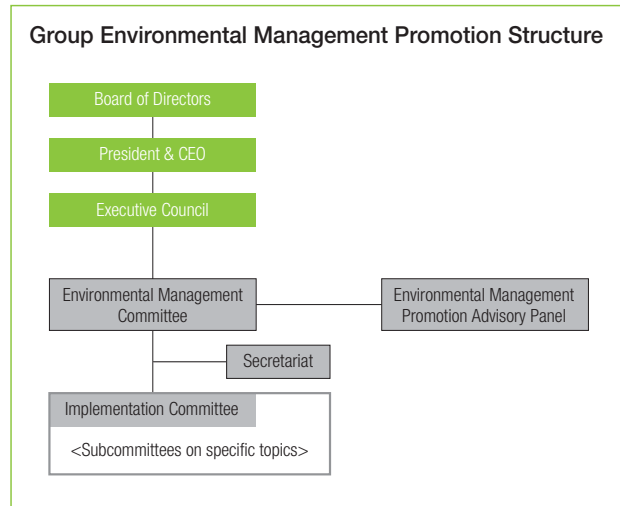 Group Environmental Management Promotion Structure
Board of Directors
President & CEO
Executive Council
Environmental Management
Committee
Environmental Management
Promotion Advisory Panel
Secretariat
Implementation Committee
<Subcommittees on specific topics>